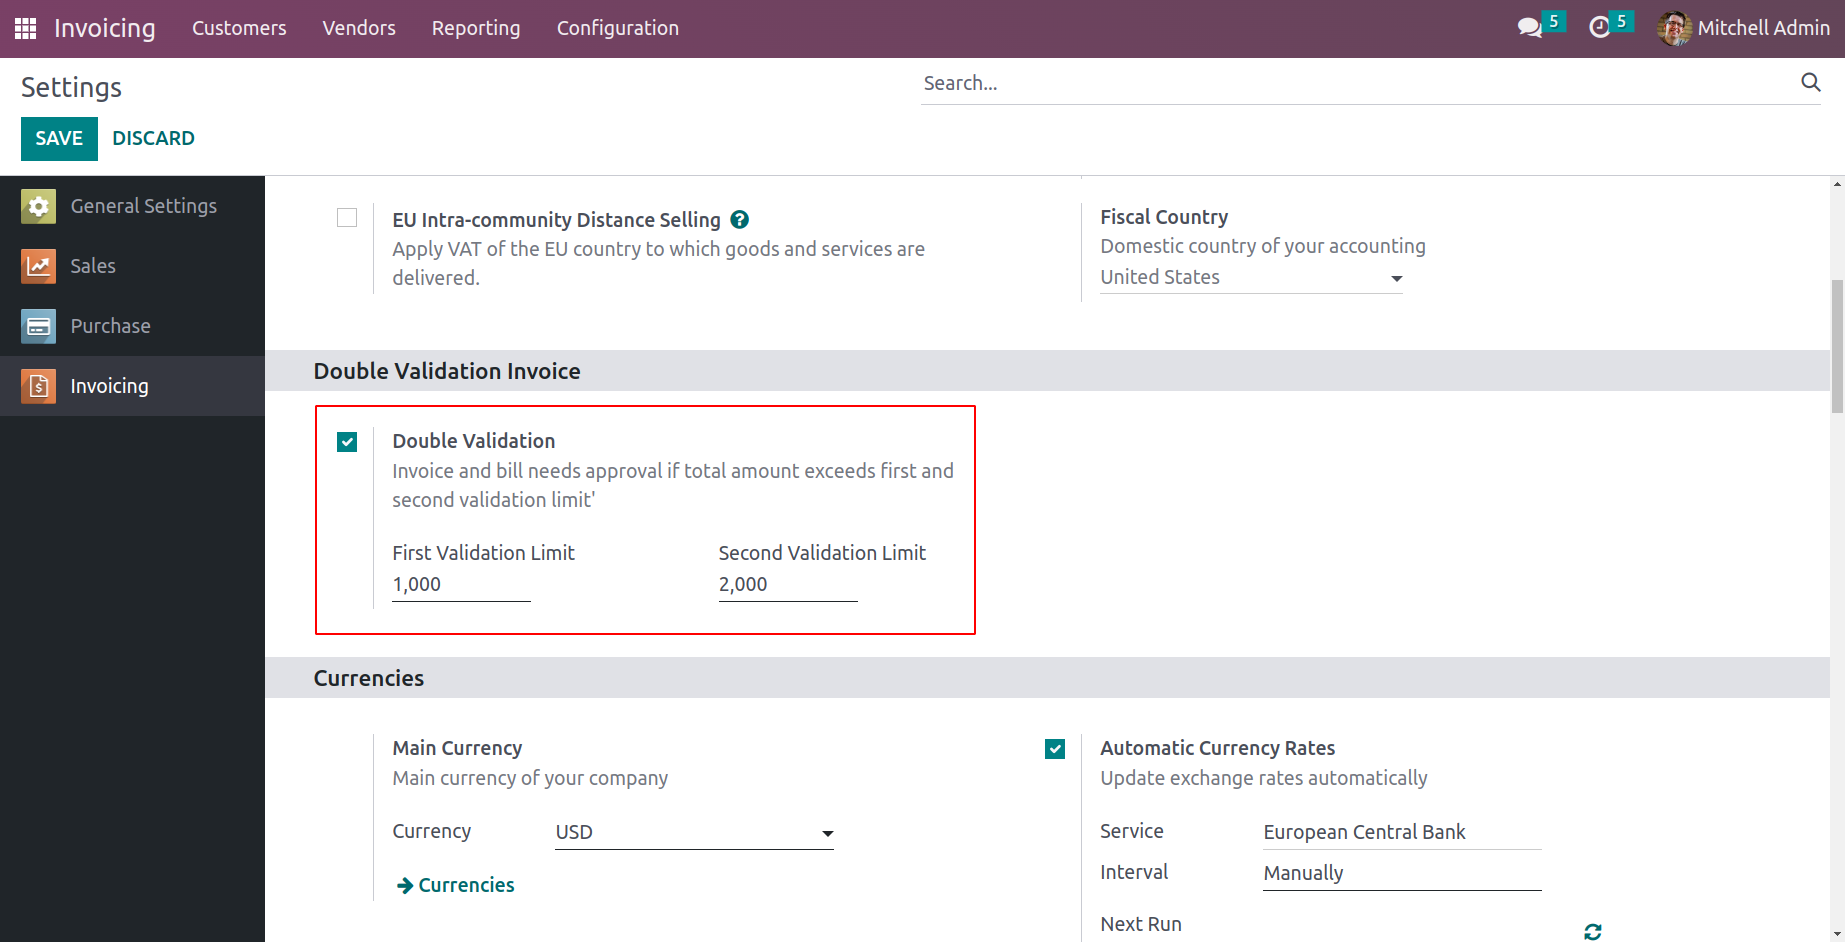 Invoicing Customers Vendors Reporting Configuration 5 5 Mitchell Admin
Settings
Search...
SAVE DISCARD
General Settings
Sales
Purchase
Invoicing
EU Intra-community Distance Selling ?
Apply VAT of the EU country to which goods and services are
delivered.
Fiscal Country
Domestic country of your accounting
United States
Double Validation Invoice
Double Validation
Invoice and bill needs approval if total amount exceeds first and
second validation limit'
First Validation Limit Second Validation Limit
1,000 2,000
Currencies
Main Currency
Main currency of your company
Currency USD
Currencies
Automatic Currency Rates
Update exchange rates automatically
Service European Central Bank
Interval Manually
Next Run